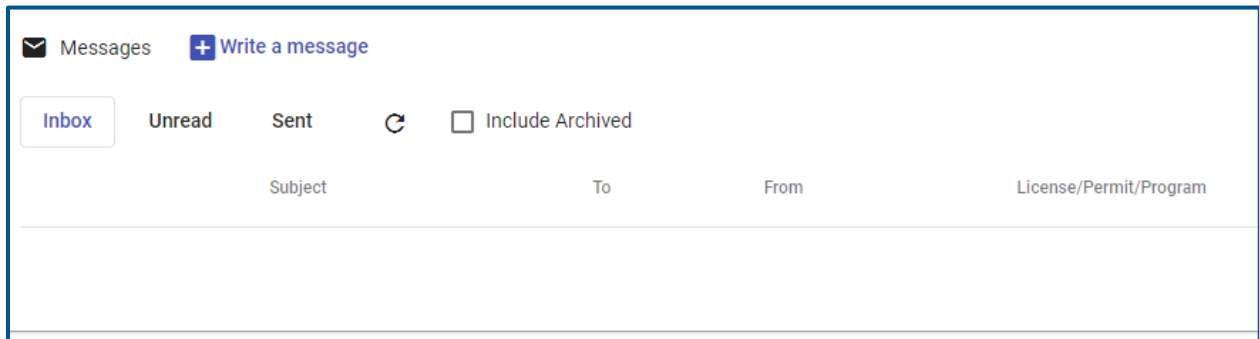 Messages Write a message
Inbox Unread Sent Include Archived
Subject To From License/Permit/Program